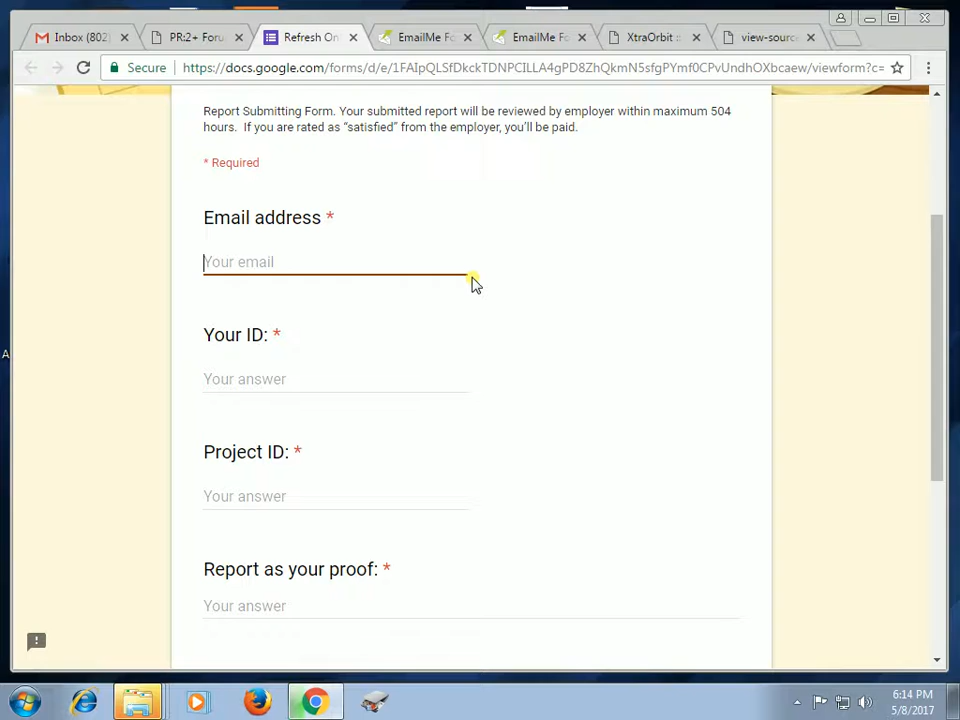 Inbox (802)
PR:2+ Foru
Refresh On
EmailMe Fo
EmailMe Fo
XtraOrbit ::
view-sourc
Secure
https://docs.google.com/forms/d/e/1FAIpQLSfDkckTDNPCILLA4gPD8ZhQkmN5sfgPYmf0CPvUndhOXbcaew/viewform?c=
Report Submitting Form. Your submitted report will be reviewed by employer within maximum 504
hours. If you are rated as “satisfied” from the employer, you’ll be paid.
* Required
Email address *
Your email
Your ID: *
Your answer
Project ID: *
Your answer
Report as your proof: *
Your answer
A
6:14 PM
5/8/2017